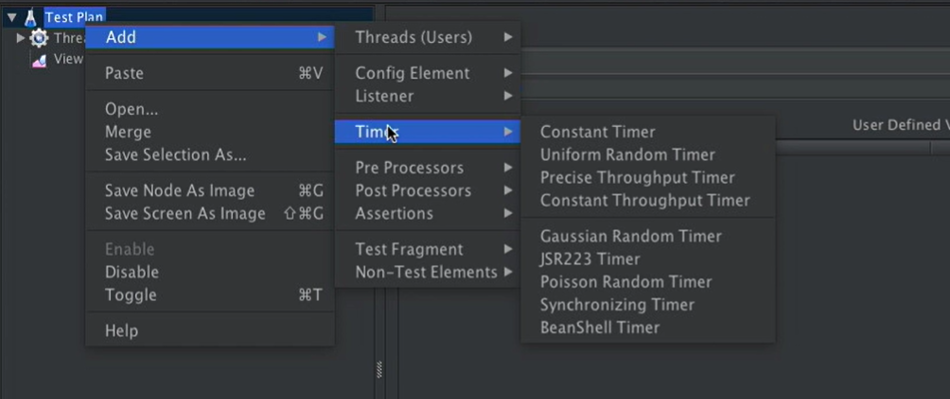 Test Plan
Thre
View
Add
Paste ⌘V
Open...
Merge
Save Selection As...
Save Node As Image ⌘G
Save Screen As Image ⇧⌘G
Enable
Disable
Toggle ⌘T
Help
Threads (Users)
Config Element
Listener
Timer
Pre Processors
Post Processors
Assertions
Test Fragment
Non-Test Elements
Constant Timer
Uniform Random Timer
Precise Throughput Timer
Constant Throughput Timer
Gaussian Random Timer
JSR223 Timer
Poisson Random Timer
Synchronizing Timer
BeanShell Timer
User Defined V